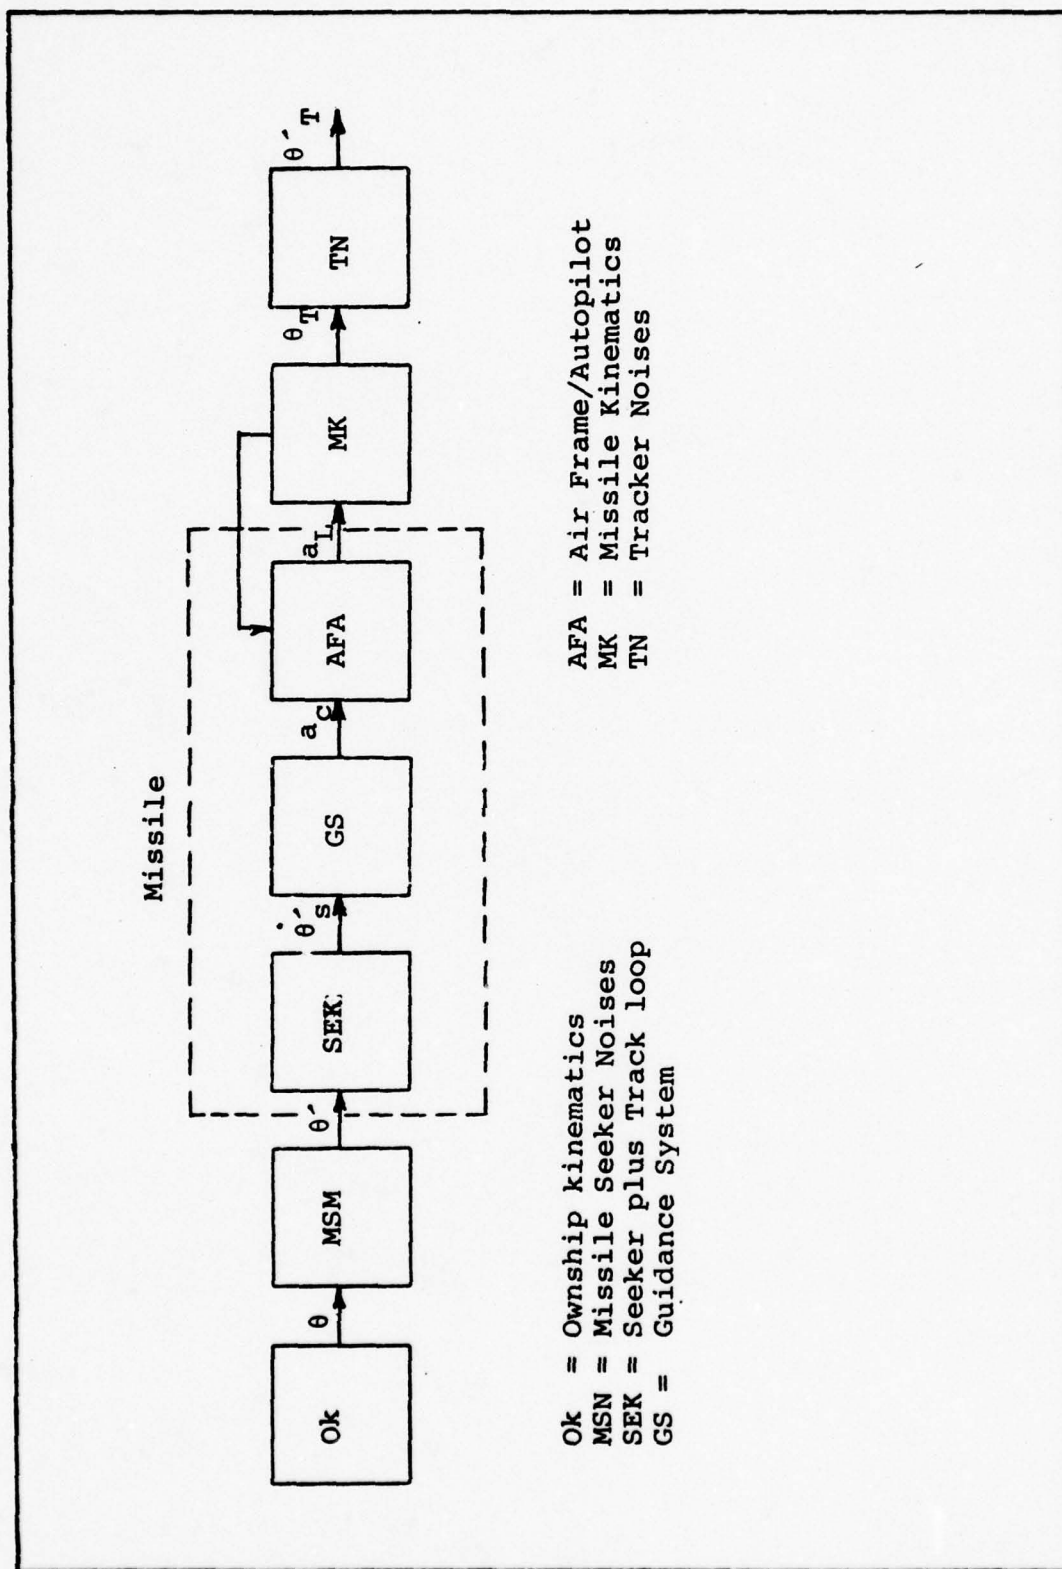 Missile
Ok
θ
MSM
θ′
SEK
θ̇′s
GS
aC
AFA
aL
MK
θT
TN
θ′T
Ok = Ownship kinematics
MSN = Missile Seeker Noises
SEK = Seeker plus Track loop
GS = Guidance System
AFA = Air Frame/Autopilot
MK = Missile Kinematics
TN = Tracker Noises